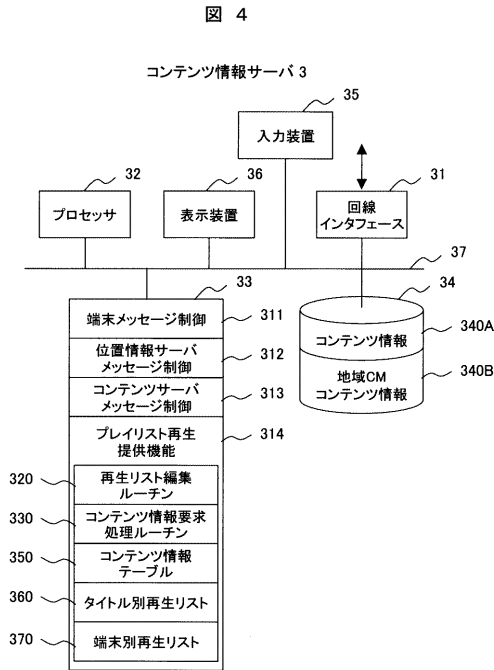 図 4
コンテンツ情報サーバ 3
35
入力装置
32
プロセッサ
36
表示装置
31
回線
インタフェース
37
33
34
端末メッセージ制御
311
位置情報サーバ
メッセージ制御
312
コンテンツサーバ
メッセージ制御
313
プレイリスト再生
提供機能
314
コンテンツ情報
340A
地域CM
コンテンツ情報
340B
320
再生リスト編集
ルーチン
330
コンテンツ情報要求
処理ルーチン
350
コンテンツ情報
テーブル
360
タイトル別再生リスト
370
端末別再生リスト